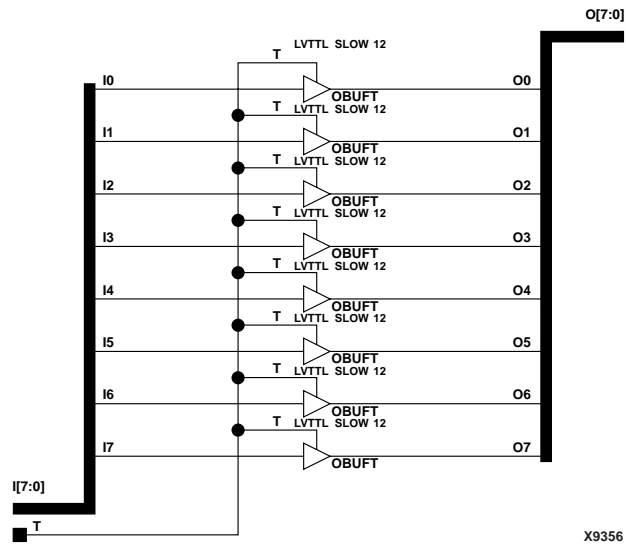 O[7:0]
LVTTL SLOW 12
T
I0
OBUFT
O0
LVTTL SLOW 12
T
I1
OBUFT
O1
LVTTL SLOW 12
T
I2
OBUFT
O2
LVTTL SLOW 12
T
I3
OBUFT
O3
LVTTL SLOW 12
T
I4
OBUFT
O4
LVTTL SLOW 12
T
I5
OBUFT
O5
LVTTL SLOW 12
T
I6
OBUFT
O6
LVTTL SLOW 12
T
I7
OBUFT
O7
I[7:0]
T
X9356